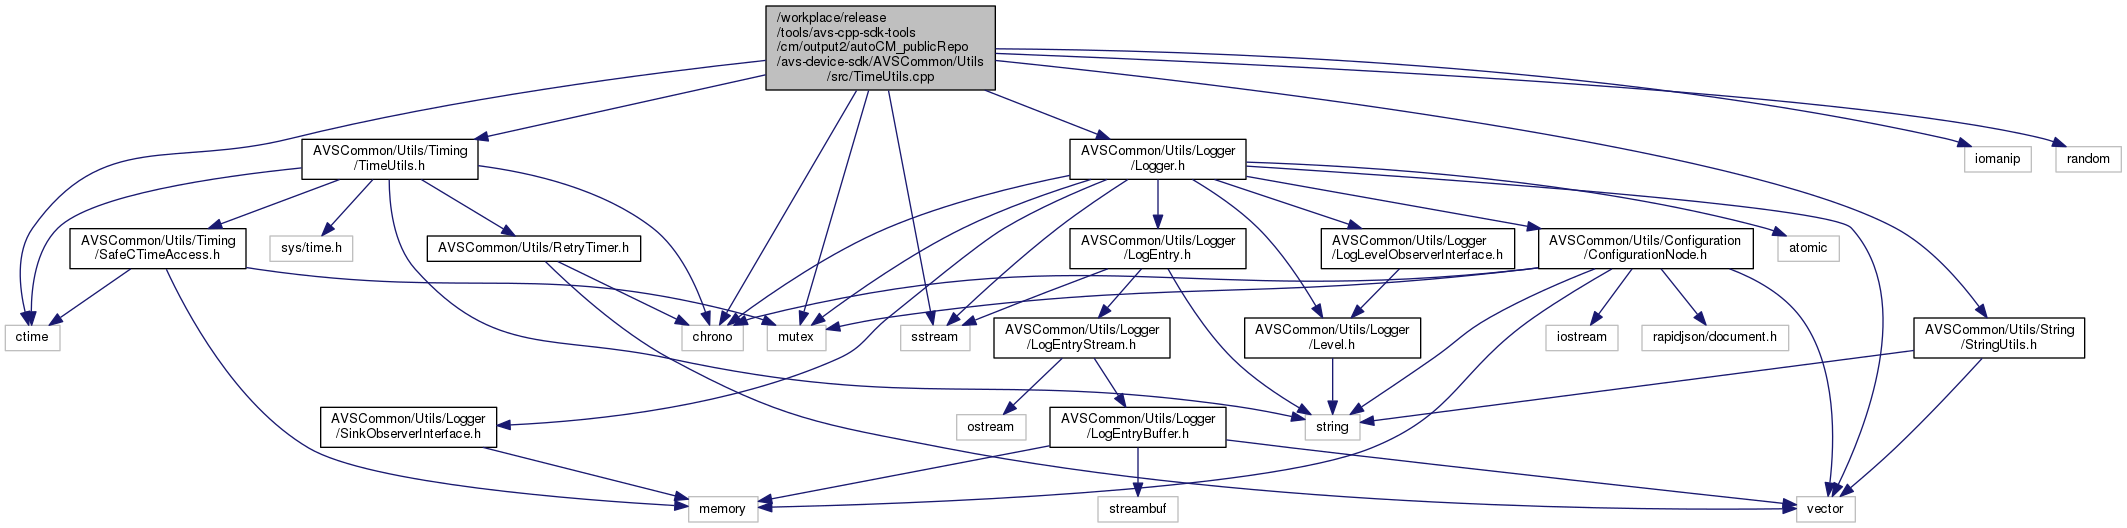 /workplace/release
/tools/avs-cpp-sdk-tools
/cm/output2/autoCM_publicRepo
/avs-device-sdk/AVSCommon/Utils
/src/TimeUtils.cpp
AVSCommon/Utils/Timing
/TimeUtils.h
AVSCommon/Utils/Logger
/Logger.h
iomanip
random
AVSCommon/Utils/Timing
/SafeCTimeAccess.h
sys/time.h
AVSCommon/Utils/RetryTimer.h
AVSCommon/Utils/Logger
/LogEntry.h
AVSCommon/Utils/Logger
/LogLevelObserverInterface.h
AVSCommon/Utils/Configuration
/ConfigurationNode.h
atomic
ctime
chrono
mutex
sstream
AVSCommon/Utils/Logger
/LogEntryStream.h
AVSCommon/Utils/Logger
/Level.h
iostream
rapidjson/document.h
AVSCommon/Utils/String
/StringUtils.h
AVSCommon/Utils/Logger
/SinkObserverInterface.h
ostream
AVSCommon/Utils/Logger
/LogEntryBuffer.h
string
memory
streambuf
vector